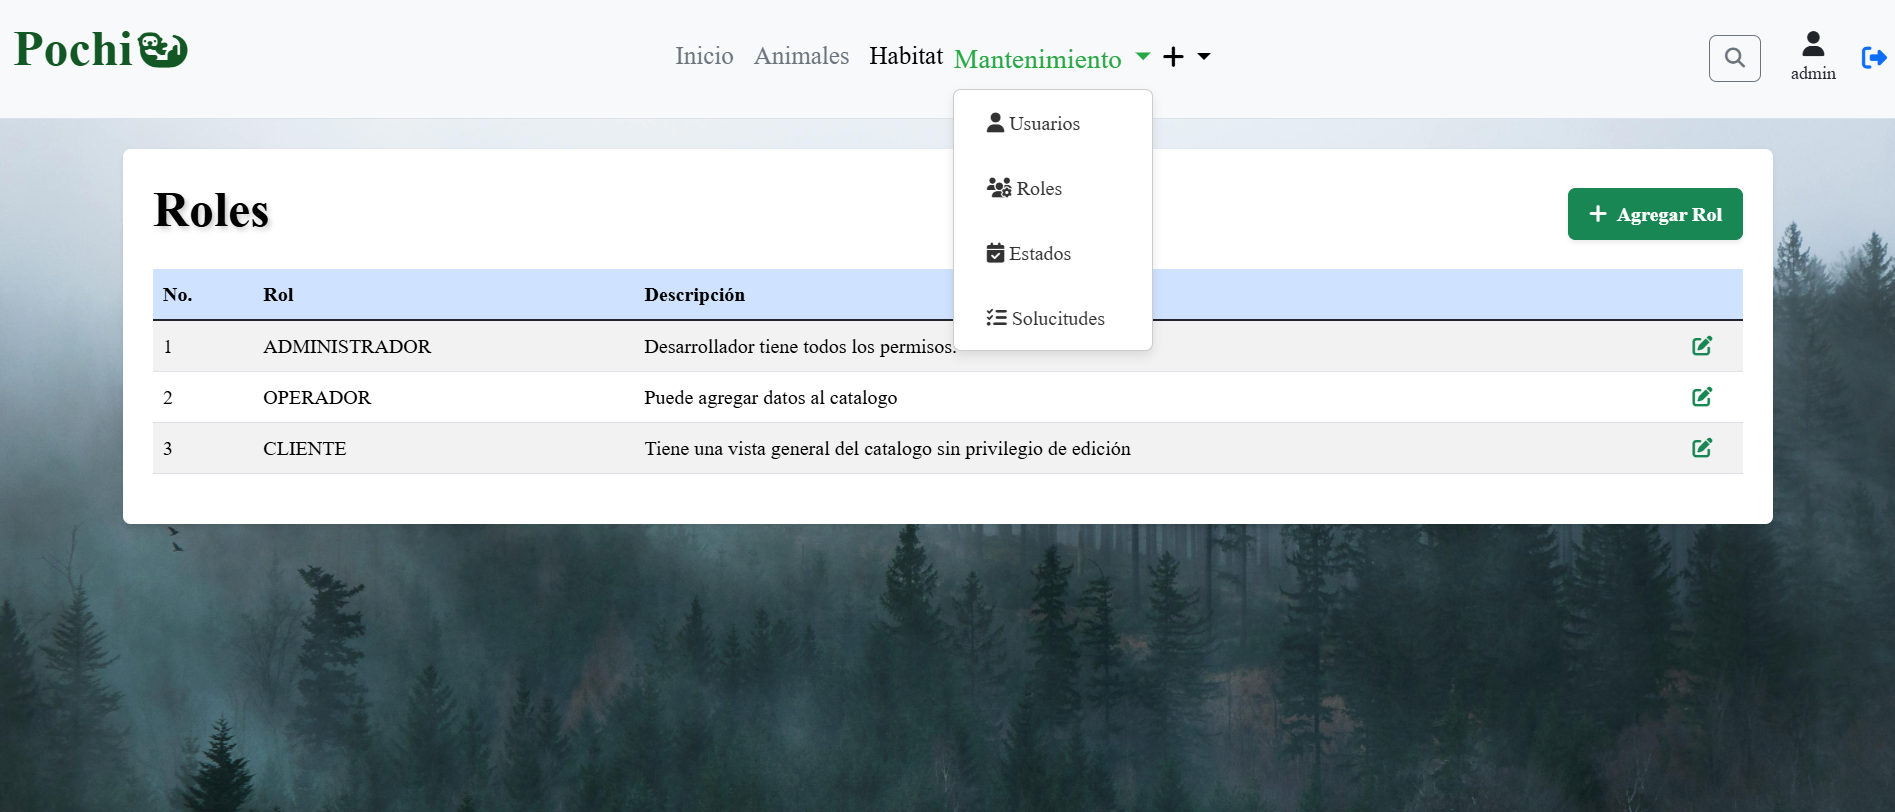 Pochi
Inicio Animales Habitat Mantenimiento
admin
Usuarios
Roles
Estados
Solucitudes
Roles
Agregar Rol
No. Rol Descripción
1 ADMINISTRADOR Desarrollador tiene todos los permisos.
2 OPERADOR Puede agregar datos al catalogo
3 CLIENTE Tiene una vista general del catalogo sin privilegio de edición